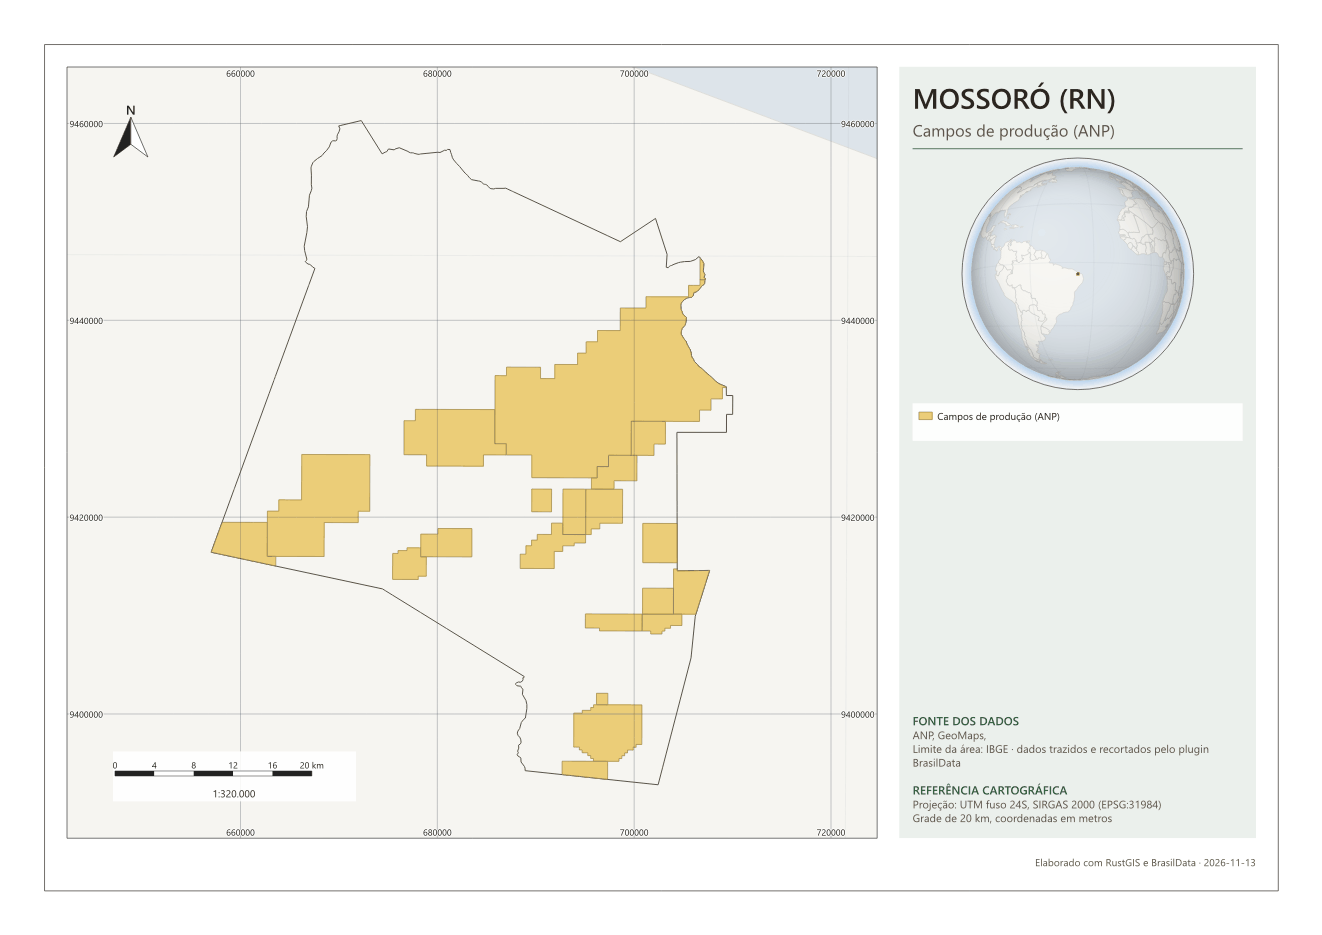 660000 680000 700000 720000
N
9460000 9460000
9440000 9440000
9420000 9420000
9400000 9400000
0 4 8 12 16 20 km
1:320.000
660000 680000 700000 720000
MOSSORÓ (RN)
Campos de produção (ANP)
Campos de produção (ANP)
FONTE DOS DADOS
ANP, GeoMaps,
Limite da área: IBGE · dados trazidos e recortados pelo plugin
BrasilData
REFERÊNCIA CARTOGRÁFICA
Projeção: UTM fuso 24S, SIRGAS 2000 (EPSG:31984)
Grade de 20 km, coordenadas em metros
Elaborado com RustGIS e BrasilData · 2026-11-13